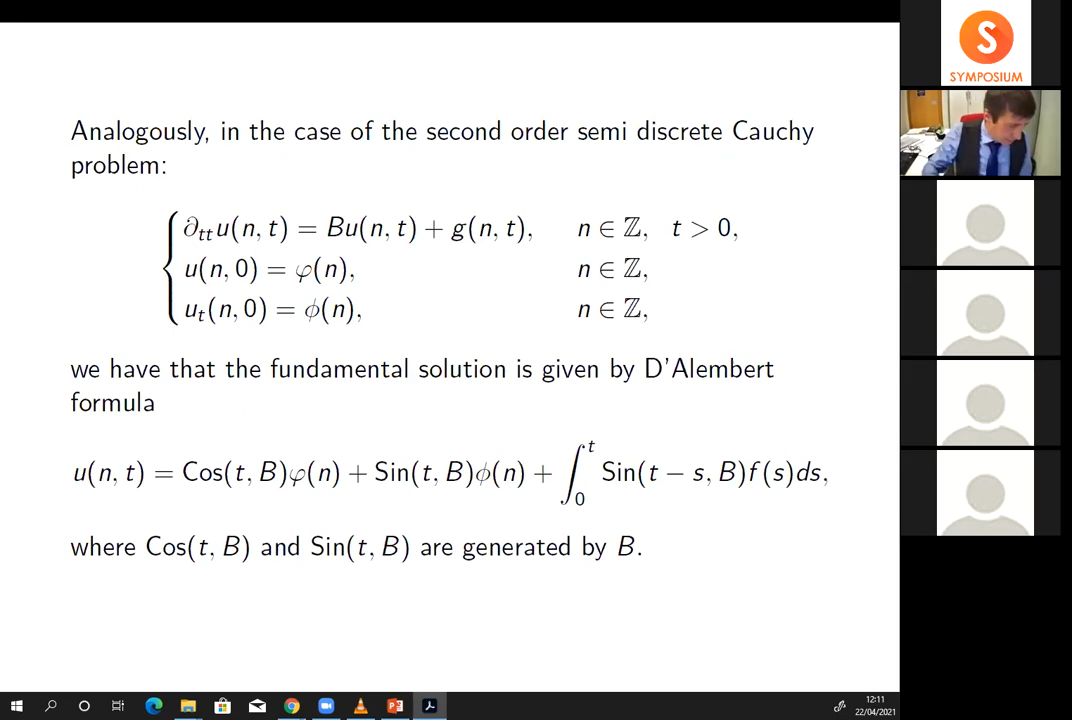 Analogously, in the case of the second order semi discrete Cauchy
problem:
∂ₜₜu(n, t) = Bu(n, t) + g(n, t), n ∈ ℤ, t > 0,
u(n, 0) = φ(n), n ∈ ℤ,
uₜ(n, 0) = ϕ(n), n ∈ ℤ,
we have that the fundamental solution is given by D'Alembert
formula
u(n, t) = Cos(t, B)φ(n) + Sin(t, B)ϕ(n) + ∫₀ᵗ Sin(t − s, B)f(s)ds,
where Cos(t, B) and Sin(t, B) are generated by B.
S
SYMPOSIUM
12:11
22/04/2021